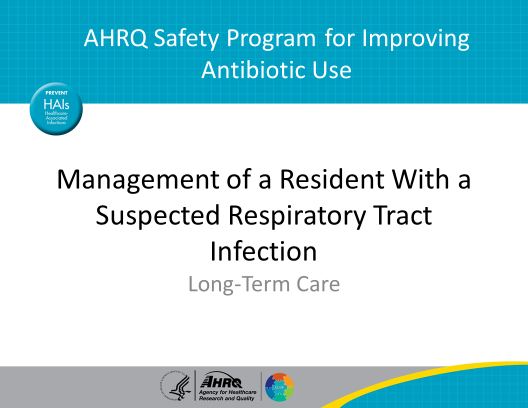 AHRQ Safety Program for Improving
Antibiotic Use
PREVENT
HAIs
Healthcare-
Associated
Infections
Management of a Resident With a
Suspected Respiratory Tract
Infection
Long-Term Care
AHRQ
Agency for Healthcare
Research and Quality